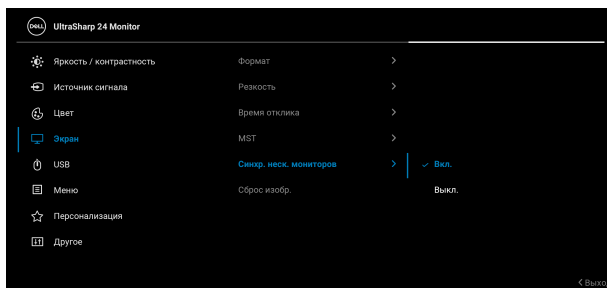 DELL UltraSharp 24 Monitor
Яркость / контрастность Формат
Источник сигнала Резкость
Цвет Время отклика
Экран MST
USB Синхр. неск. мониторов Вкл.
Меню Сброс изобр. Выкл.
Персонализация
Другое
Выхо